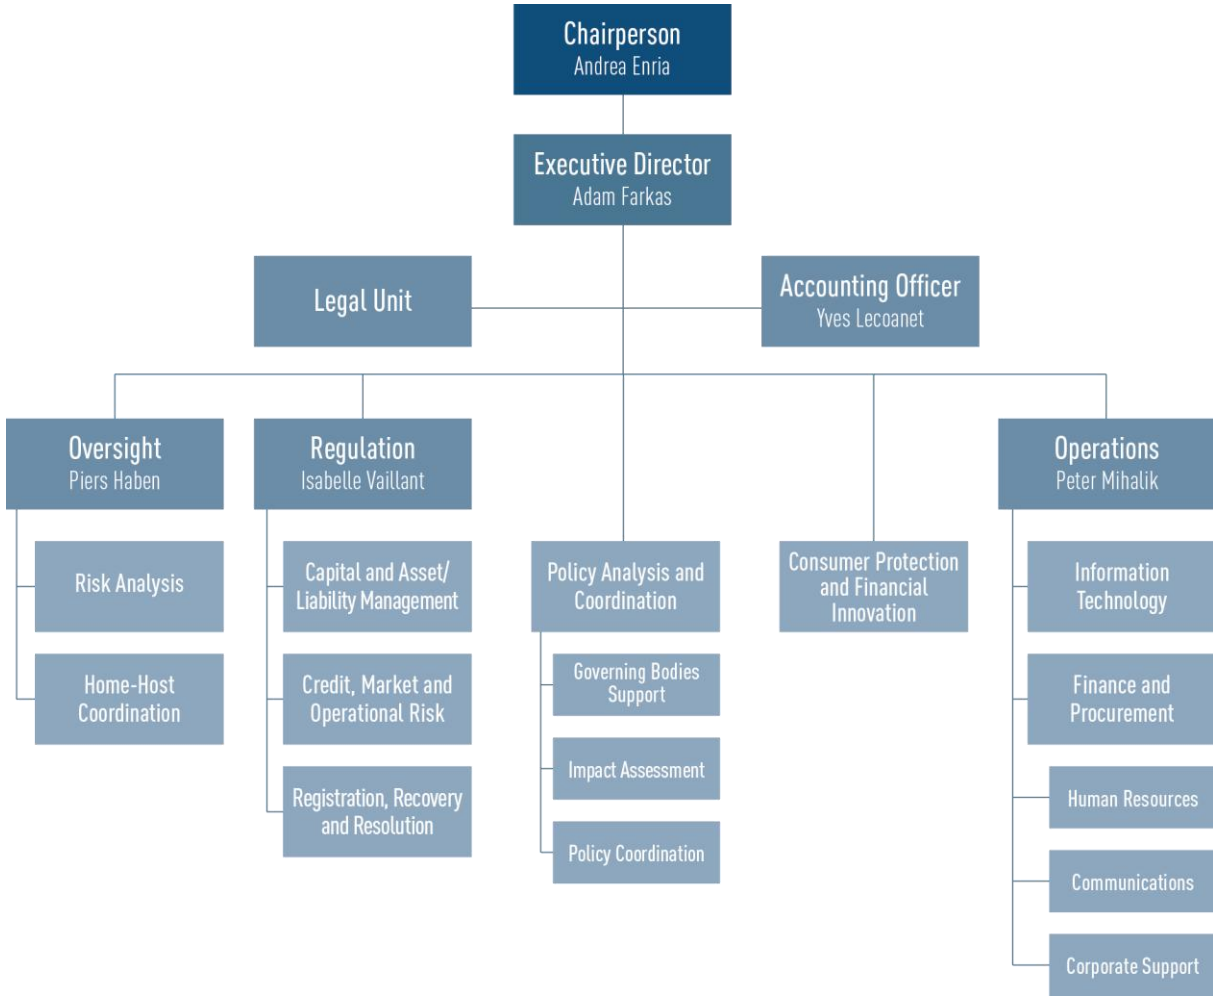 Chairperson
Andrea Enria
Executive Director
Adam Farkas
Legal Unit
Accounting Officer
Yves Lecoanet
Oversight
Piers Haben
Regulation
Isabelle Vaillant
Operations
Peter Mihalik
Risk Analysis
Home-Host
Coordination
Capital and Asset/
Liability Management
Credit, Market and
Operational Risk
Registration, Recovery
and Resolution
Policy Analysis and
Coordination
Governing Bodies
Support
Impact Assessment
Policy Coordination
Consumer Protection
and Financial
Innovation
Information
Technology
Finance and
Procurement
Human Resources
Communications
Corporate Support